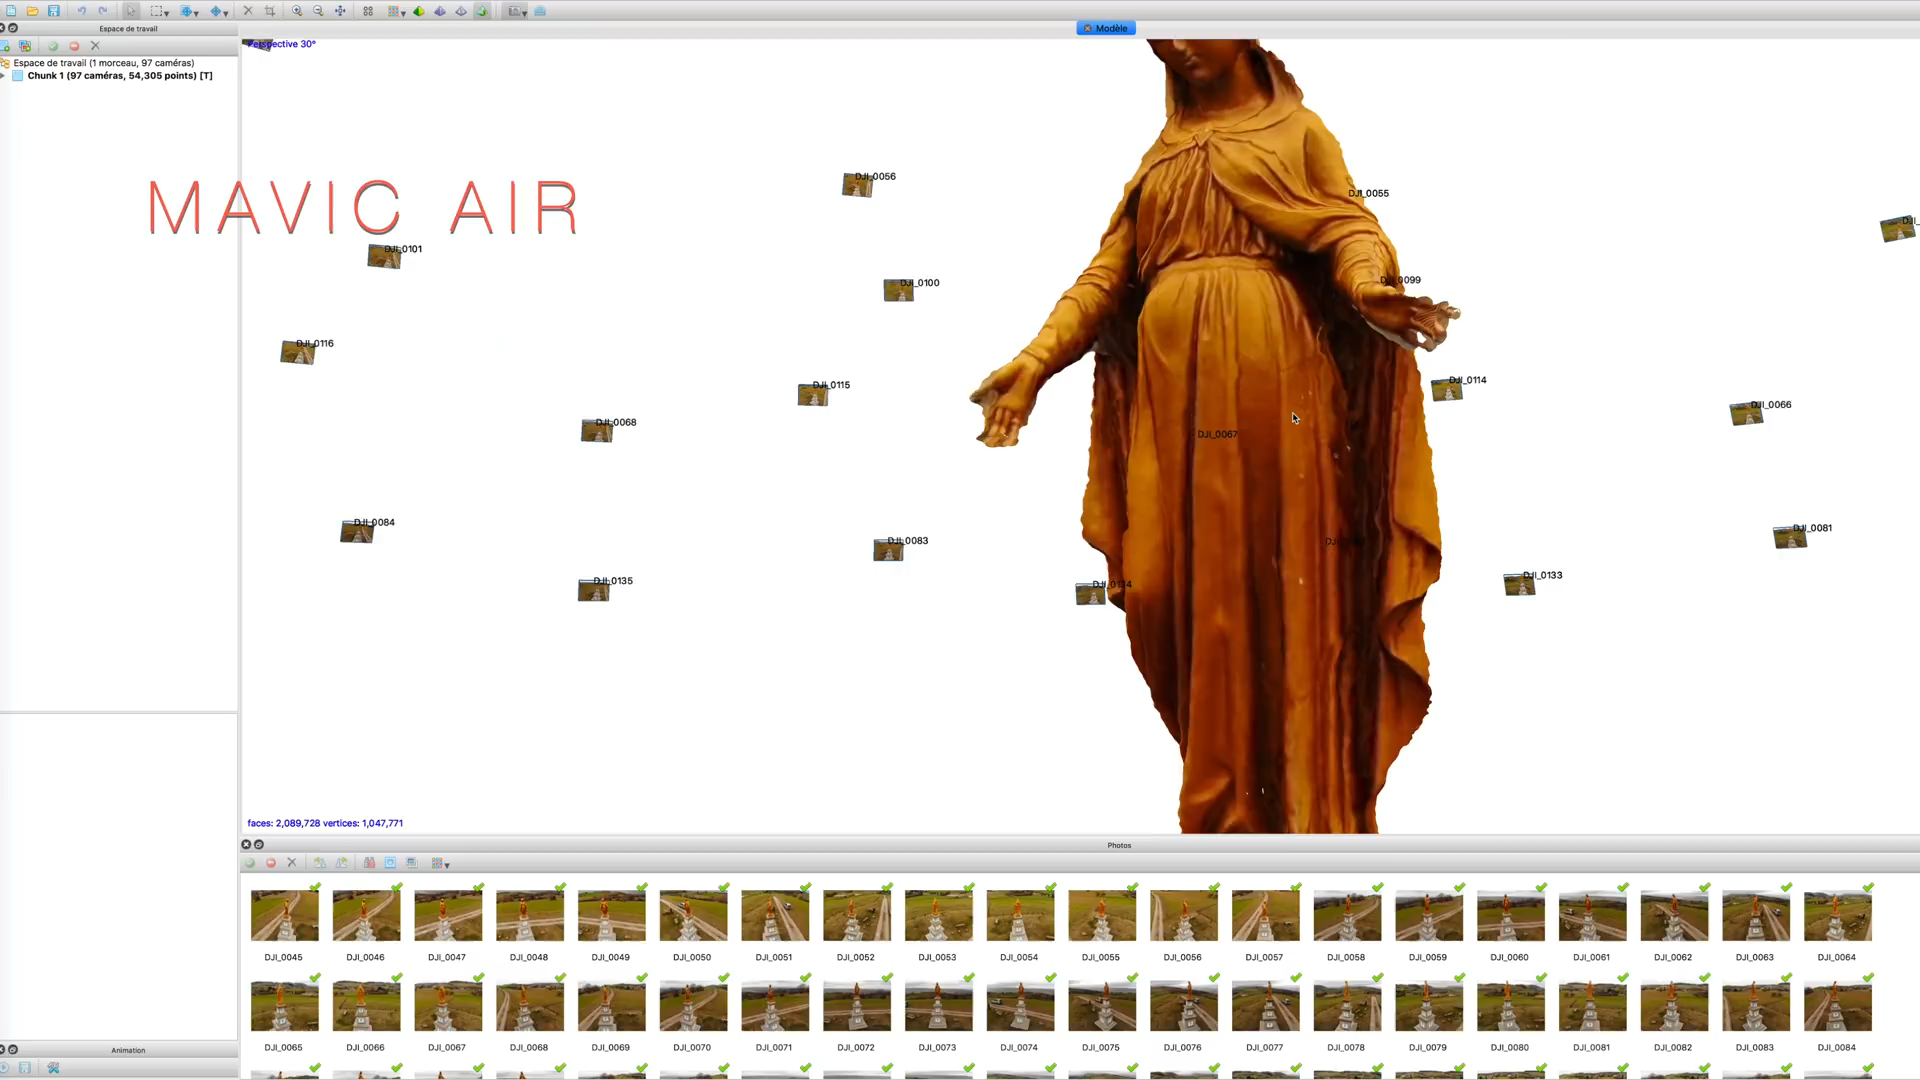 Espace de travail
Modèle
Perspective 30°
Espace de travail (1 morceau, 97 caméras)
Chunk 1 (97 caméras, 54,305 points) [T]
MAVIC AIR
DJI_0056
DJI_0055
DJI_0101
DJI_0100
DJI_0099
DJI_0116
DJI_0115
DJI_0114
DJI_0068
DJI_0066
DJI_0067
DJI_0084
DJI_0083
DJI_0081
DJI_0135
DJI_0134
DJI_0133
faces: 2,089,728 vertices: 1,047,771
Photos
DJI_0045 DJI_0046 DJI_0047 DJI_0048 DJI_0049 DJI_0050 DJI_0051 DJI_0052 DJI_0053 DJI_0054 DJI_0055 DJI_0056 DJI_0057 DJI_0058 DJI_0059 DJI_0060 DJI_0061 DJI_0062 DJI_0063 DJI_0064
DJI_0065 DJI_0066 DJI_0067 DJI_0068 DJI_0069 DJI_0070 DJI_0071 DJI_0072 DJI_0073 DJI_0074 DJI_0075 DJI_0076 DJI_0077 DJI_0078 DJI_0079 DJI_0080 DJI_0081 DJI_0082 DJI_0083 DJI_0084
Animation